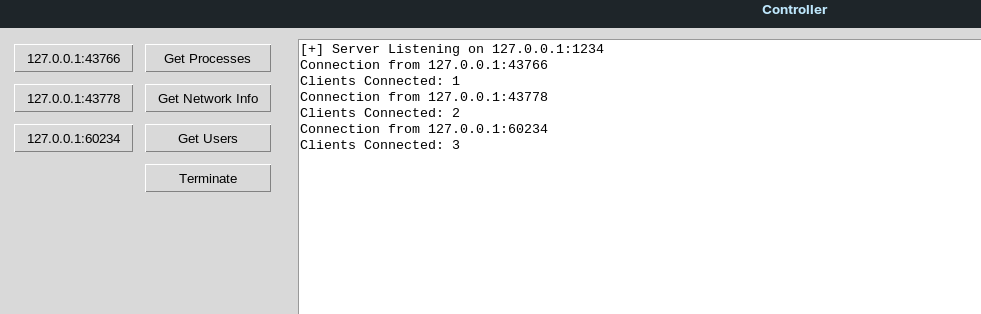 Controller
127.0.0.1:43766 Get Processes
127.0.0.1:43778 Get Network Info
127.0.0.1:60234 Get Users
Terminate
[+] Server Listening on 127.0.0.1:1234
Connection from 127.0.0.1:43766
Clients Connected: 1
Connection from 127.0.0.1:43778
Clients Connected: 2
Connection from 127.0.0.1:60234
Clients Connected: 3